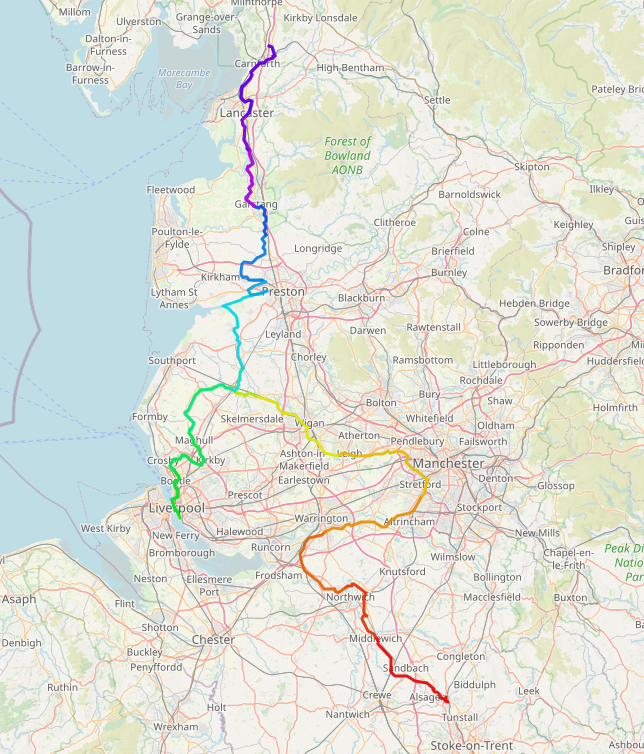 Millom
Ulverston
Grange-over-
Sands
Milnthorpe
Kirkby Lonsdale
Dalton-in-
Furness
Barrow-in-
Furness
Carnforth
Morecambe
Bay
High Bentham
Settle
Pateley Bri
Lancaster
Forest of
Bowland
AONB
Skipton
Fleetwood
Barnoldswick
Ilkley
Garstang
Guis
Clitheroe
Colne
Keighley
Poulton-le-
Fylde
Longridge
Brierfield
Shipley
Kirkham
Burnley
Bradfor
Lytham St
Annes
Preston
Blackburn
Hebden Bridge
Leyland
Darwen
Rawtenstall
Sowerby Bridge
Ripponden
Southport
Chorley
Ramsbottom
Littleborough
Huddersfield
Rochdale
Formby
Skelmersdale
Bolton
Bury
Shaw
Holmfirth
Wigan
Whitefield
Oldham
Maghull
Atherton
Pendlebury
Failsworth
Crosby
Kirkby
Ashton-in-
Makerfield
Leigh
Manchester
Bootle
Earlestown
Denton
Stretford
Glossop
Prescot
Liverpool
Stockport
West Kirby
Warrington
Altrincham
New Ferry
Halewood
New Mills
Bromborough
Runcorn
Wilmslow
Chapel-en-
le-Frith
Peak Di
Natio
Par
Neston
Ellesmere
Port
Frodsham
Knutsford
Bollington
Asaph
Flint
Northwich
Macclesfield
Buxton
Shotton
Chester
Middlewich
Denbigh
Buckley
Congleton
Penyffordd
Sandbach
Ruthin
Biddulph
Leek
Holt
Crewe
Alsager
Nantwich
Tunstall
Wrexham
Stoke-on-Trent
Ashbo